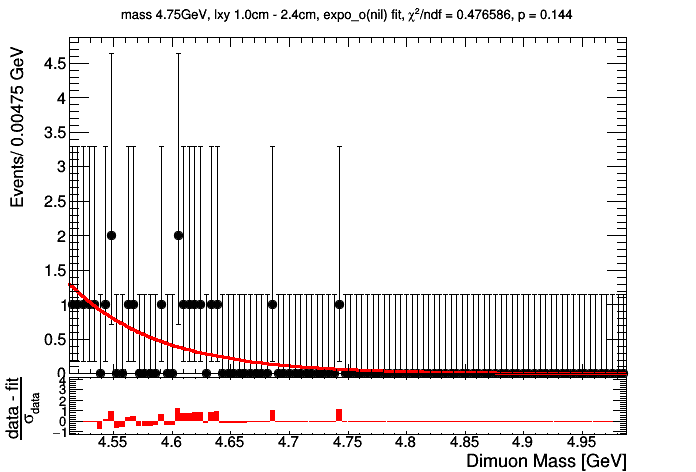 mass 4.75GeV, lxy 1.0cm - 2.4cm, expo_o(nil) fit, χ²/ndf = 0.476586, p = 0.144
Events/ 0.00475 GeV
4.5
4
3.5
3
2.5
2
1.5
1
0.5
0
data - fit
σdata
4
3
2
1
0
−1
4.55 4.6 4.65 4.7 4.75 4.8 4.85 4.9 4.95
Dimuon Mass [GeV]